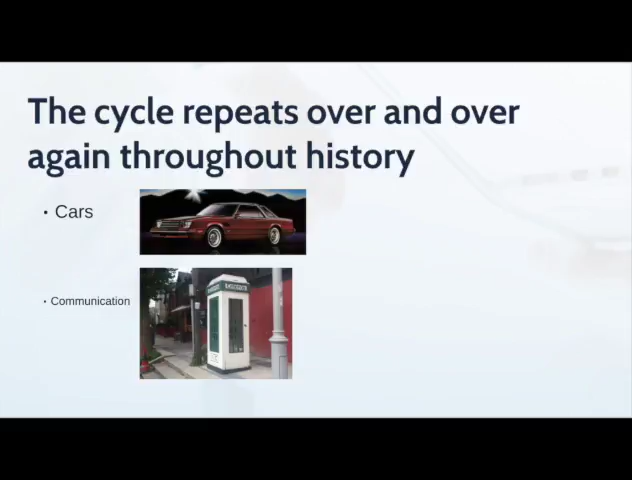 The cycle repeats over and over
again throughout history
• Cars
• Communication